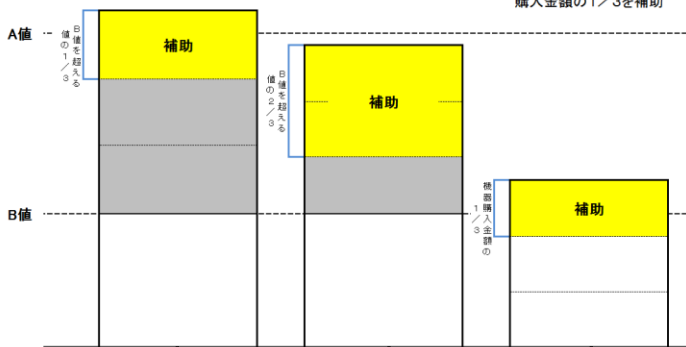 購入金額の1/3を補助
A値
B値を超える
値の1/3
補助
B値を超える
値の2/3
補助
B値
機器購入金額の
1/3
補助